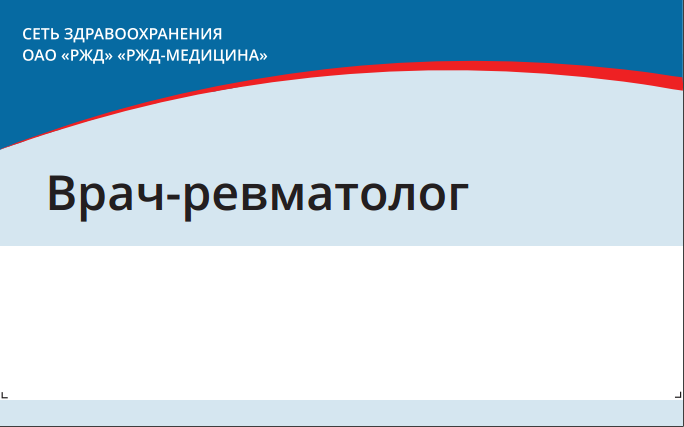 СЕТЬ ЗДРАВООХРАНЕНИЯ
ОАО «РЖД» «РЖД-МЕДИЦИНА»
Врач-ревматолог